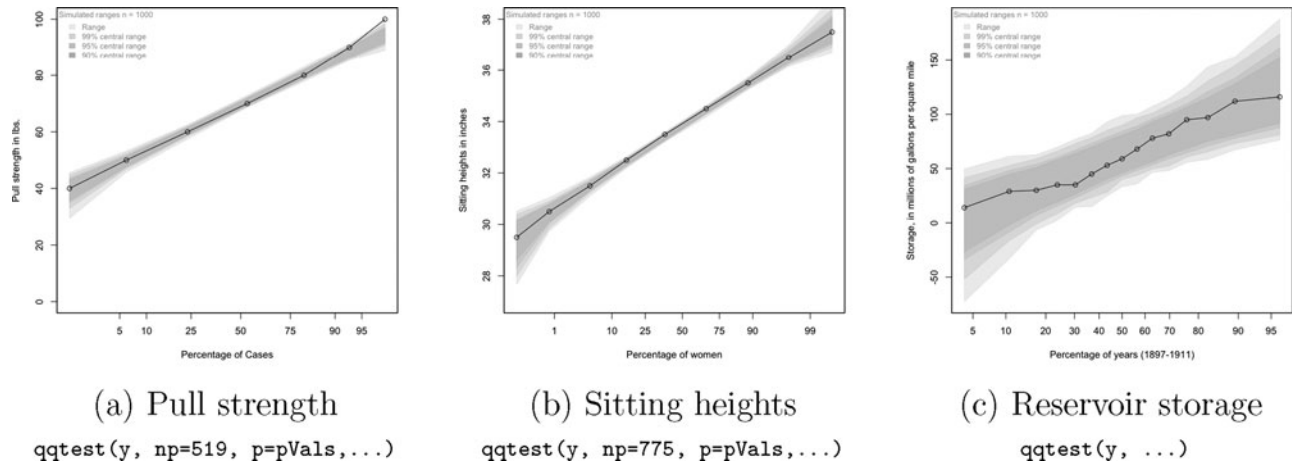 Simulated ranges n = 1000
Range
99% central range
95% central range
90% central range
Pull strength in lbs.
0 20 40 60 80 100
5 10 25 50 75 90 95
Percentage of Cases
(a) Pull strength
qqtest(y, np=519, p=pVals,...)
Simulated ranges n = 1000
Range
99% central range
95% central range
90% central range
Sitting heights in inches
28 30 32 34 36 38
1 10 25 50 75 90 99
Percentage of women
(b) Sitting heights
qqtest(y, np=775, p=pVals,...)
Simulated ranges n = 1000
Range
99% central range
95% central range
90% central range
Storage, in millions of gallons per square mile
-50 0 50 100 150
5 10 20 30 40 50 60 70 80 90 95
Percentage of years (1897-1911)
(c) Reservoir storage
qqtest(y, ...)